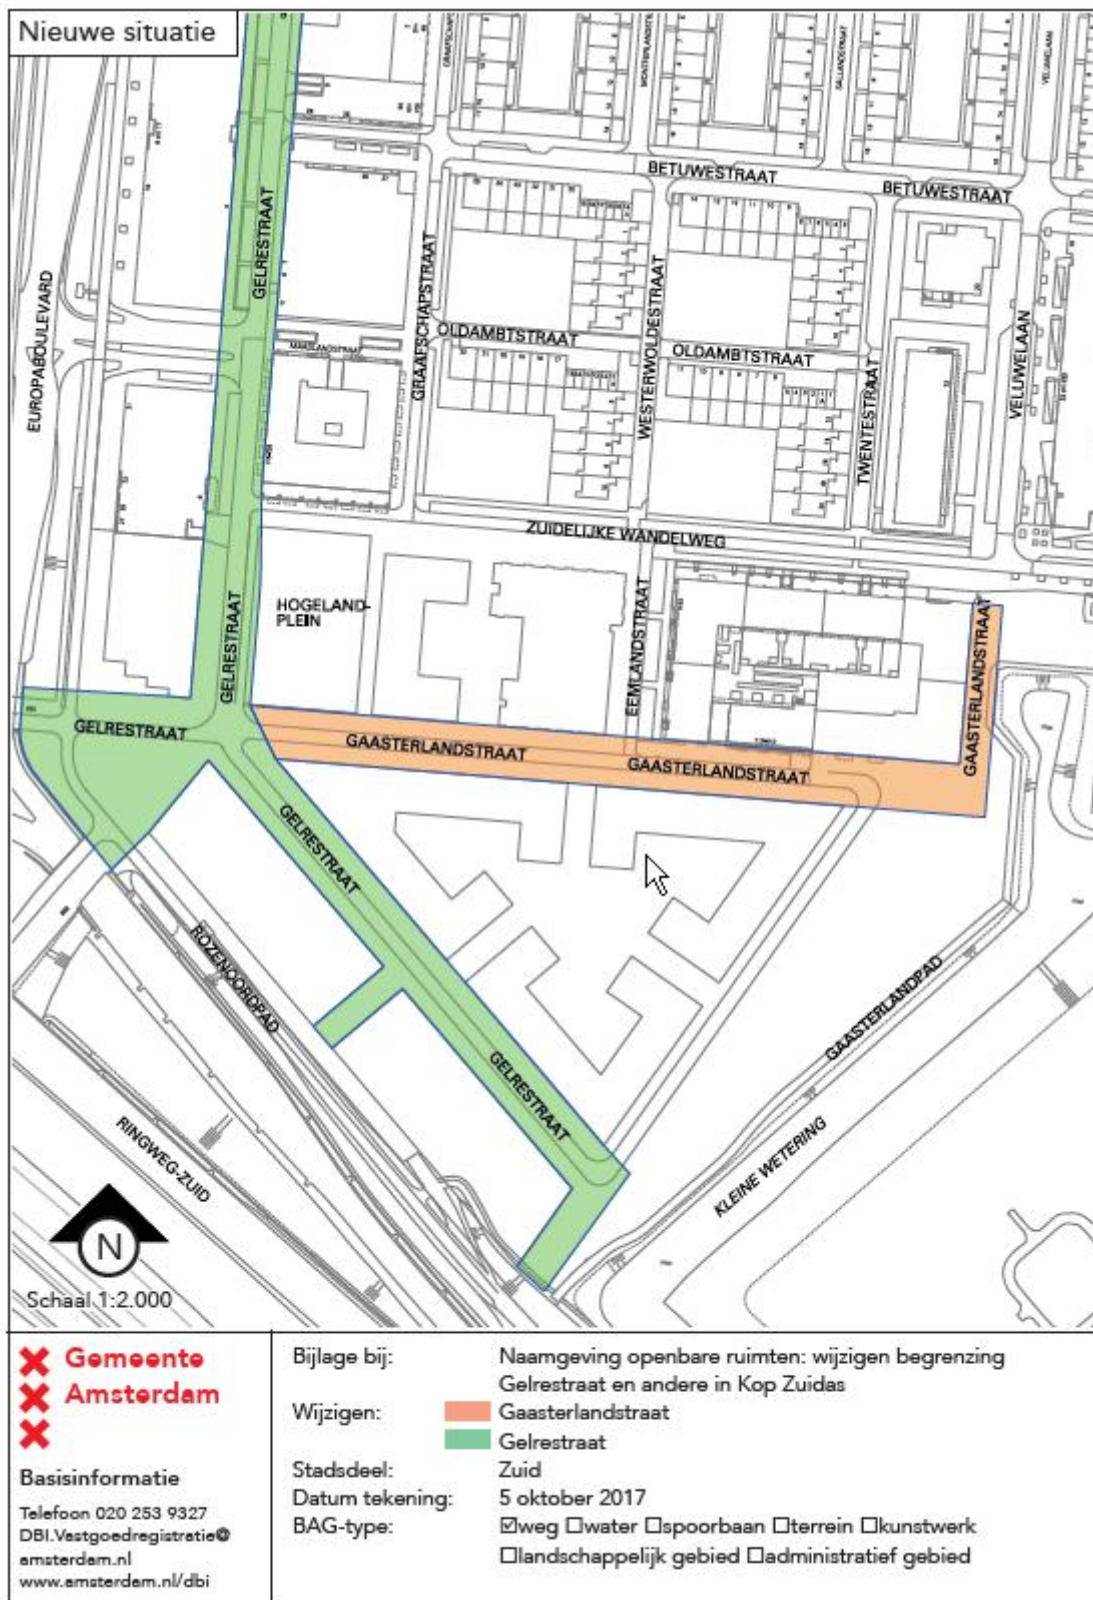 Nieuwe situatie
BETUWESTRAAT
BETUWESTRAAT
GELRESTRAAT
EUROPABOULEVARD
GRAAFSCHAPSTRAAT
OLDAMBTSTRAAT
WESTERWOLDESTRAAT
OLDAMBTSTRAAT
TWENTESTRAAT
VELUWELAAN
VELUWELAAN
SALLANDSTRAAT
ZUIDELIJKE WANDELWEG
HOGELAND-
PLEIN
GELRESTRAAT
EEMLANDSTRAAT
GAASTERLANDSTRAAT
GELRESTRAAT
GAASTERLANDSTRAAT
GAASTERLANDSTRAAT
GELRESTRAAT
ROZENOORDPAD
GAASTERLANDPAD
GELRESTRAAT
KLEINE WETERING
RINGWEG-ZUID
N
Schaal 1:2.000
Gemeente
Amsterdam
Basisinformatie
Telefoon 020 253 9327
DBI.Vastgoedregistratie@
amsterdam.nl
www.amsterdam.nl/dbi
Bijlage bij: Naamgeving openbare ruimten: wijzigen begrenzing
Gelrestraat en andere in Kop Zuidas
Wijzigen: Gaasterlandstraat
Gelrestraat
Stadsdeel: Zuid
Datum tekening: 5 oktober 2017
BAG-type: ☑weg ☐water ☐spoorbaan ☐terrein ☐kunstwerk
☐landschappelijk gebied ☐administratief gebied